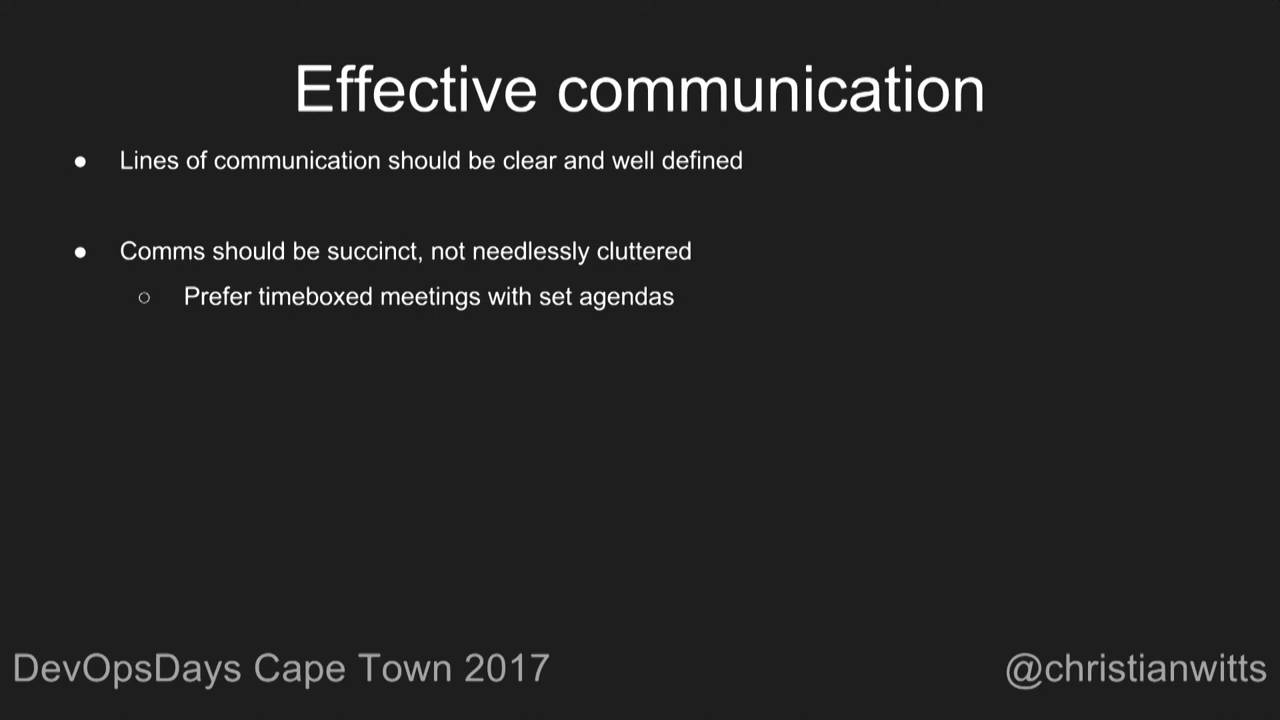 Effective communication
● Lines of communication should be clear and well defined
● Comms should be succinct, not needlessly cluttered
○ Prefer timeboxed meetings with set agendas
DevOpsDays Cape Town 2017
@christianwitts